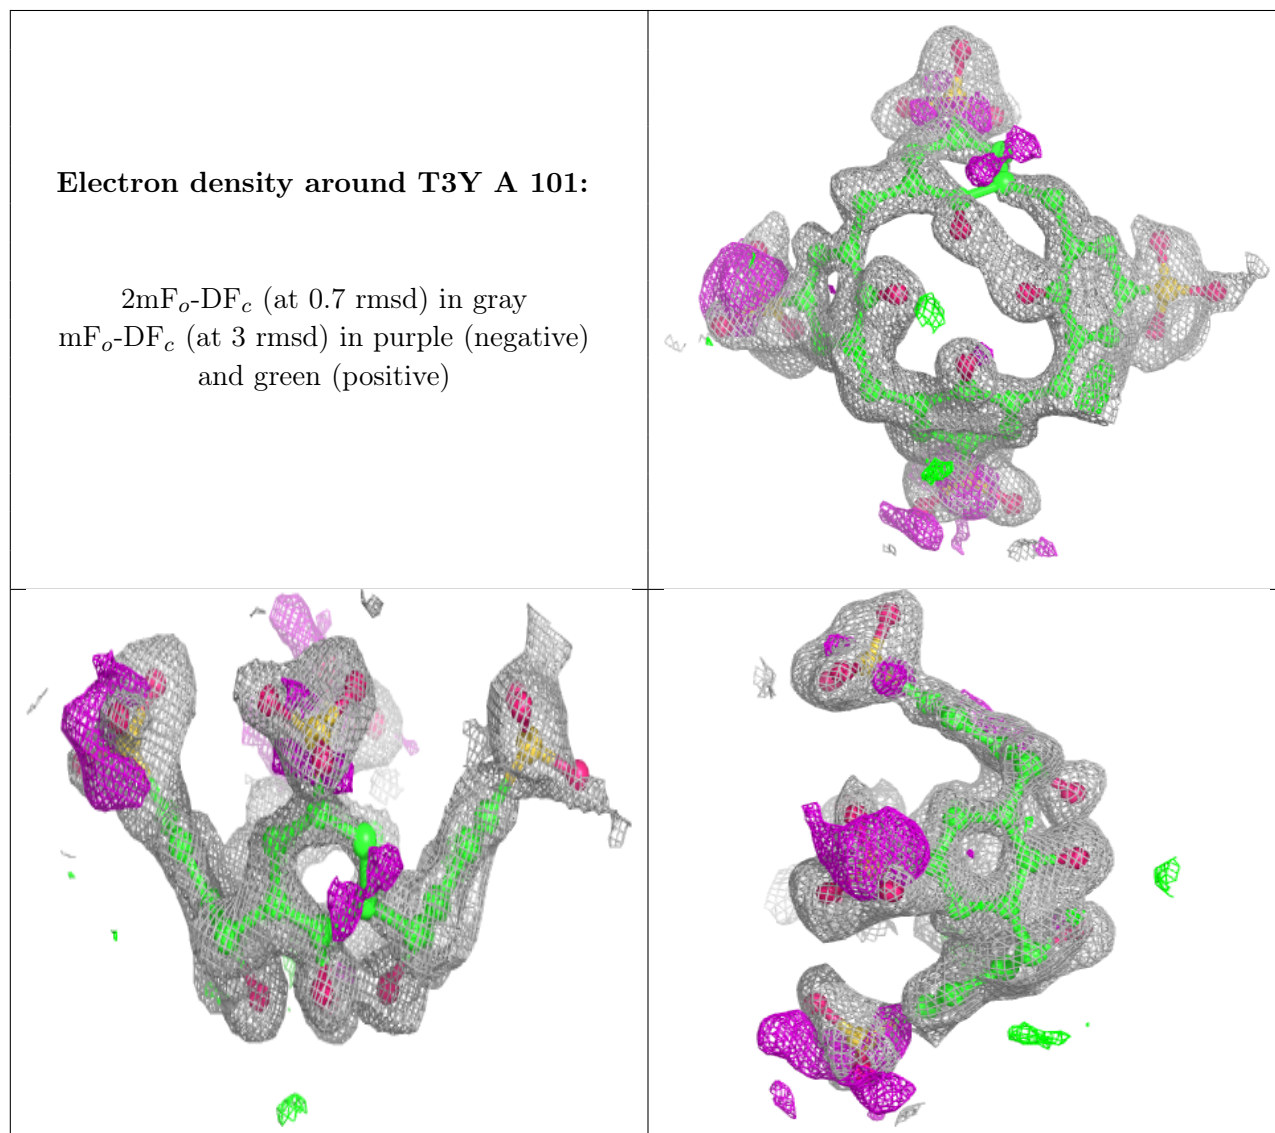 Electron density around T3Y A 101:
2mFo-DFc (at 0.7 rmsd) in gray
mFo-DFc (at 3 rmsd) in purple (negative)
and green (positive)